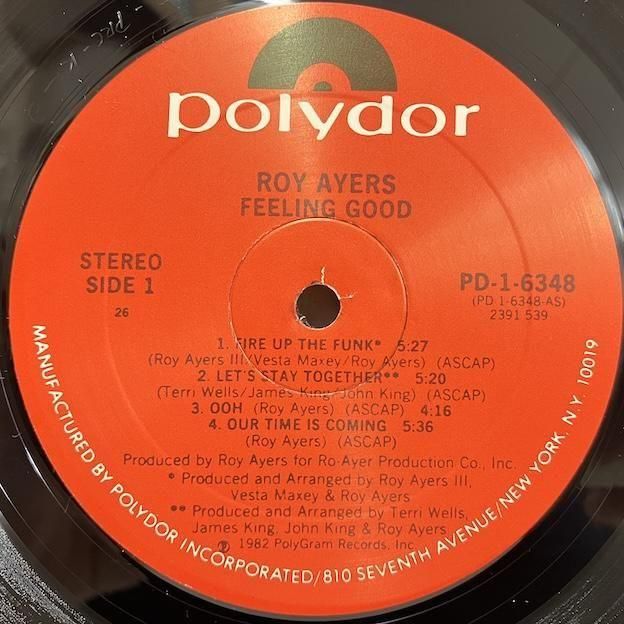 polydor
ROY AYERS
FEELING GOOD
STEREO
SIDE 1
26
PD-1-6348
(PD 1-6348-AS)
2391 539
1. FIRE UP THE FUNK* 5:27
(Roy Ayers III/Vesta Maxey/Roy Ayers) (ASCAP)
2. LET'S STAY TOGETHER** 5:20
(Terri Wells/James King/John King) (ASCAP)
3. OOH (Roy Ayers) (ASCAP) 4:16
4. OUR TIME IS COMING 5:36
(Roy Ayers) (ASCAP)
Produced by Roy Ayers for Ro-Ayer Production Co., Inc.
* Produced and Arranged by Roy Ayers III,
Vesta Maxey & Roy Ayers
** Produced and Arranged by Terri Wells,
James King, John King & Roy Ayers
℗ 1982 PolyGram Records, Inc.
MANUFACTURED BY POLYDOR INCORPORATED/810 SEVENTH AVENUE/NEW YORK, N.Y. 10019